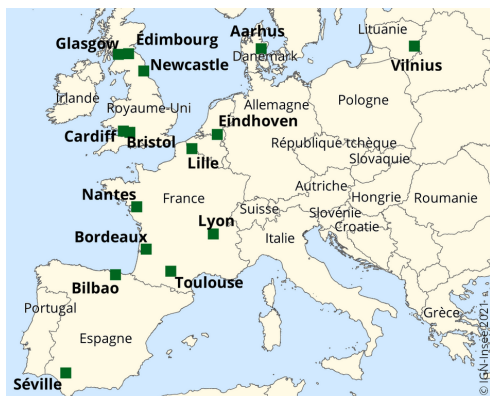 Aarhus
Lituanie
Glasgow
Édimbourg
Danemark
Newcastle
Vilnius
Irlande
Royaume-Uni
Allemagne
Pologne
Eindhoven
Cardiff
Bristol
République tchèque
Lille
Slovaquie
Autriche
Nantes
France
Hongrie
Roumanie
Suisse
Slovénie
Lyon
Croatie
Bordeaux
Italie
Toulouse
Bilbao
Portugal
Grèce
Espagne
Séville
© IGN-Insee 2021